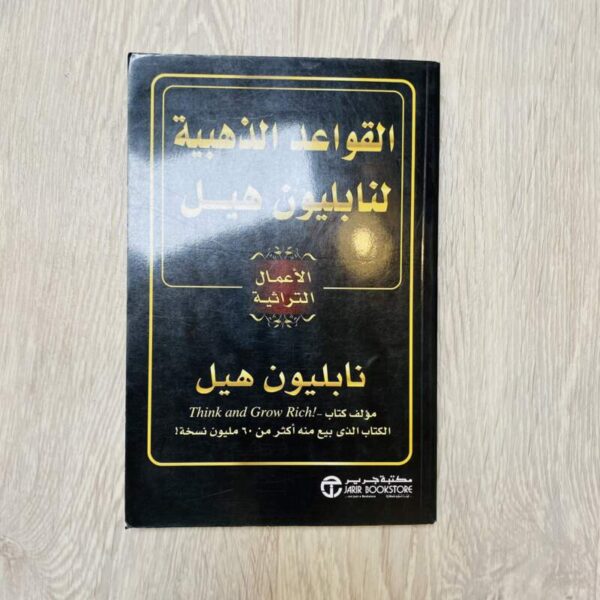 القواعد الذهبية
لنابليون هيـل
الأعمال
التراثية
نابليون هيل
مؤلف كتاب –Think and Grow Rich!
الكتاب الذى بيع منه أكثر من ٦٠ مليون نسخة!
مكتبة جرير
JARIR BOOKSTORE